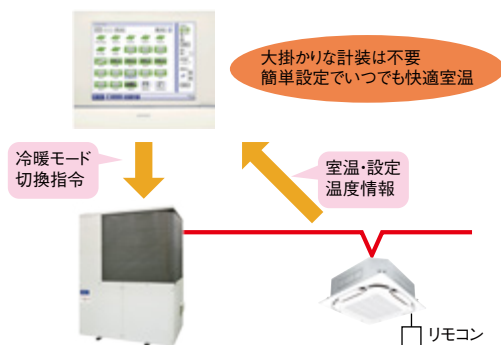 大掛かりな計装は不要
簡単設定でいつでも快適室温
冷暖モード
切換指令
室温・設定
温度情報
リモコン